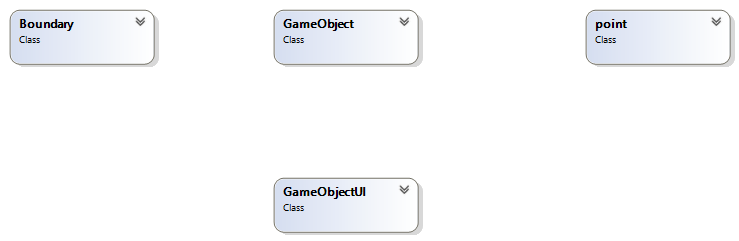 Boundary
Class
GameObject
Class
point
Class
GameObjectUI
Class